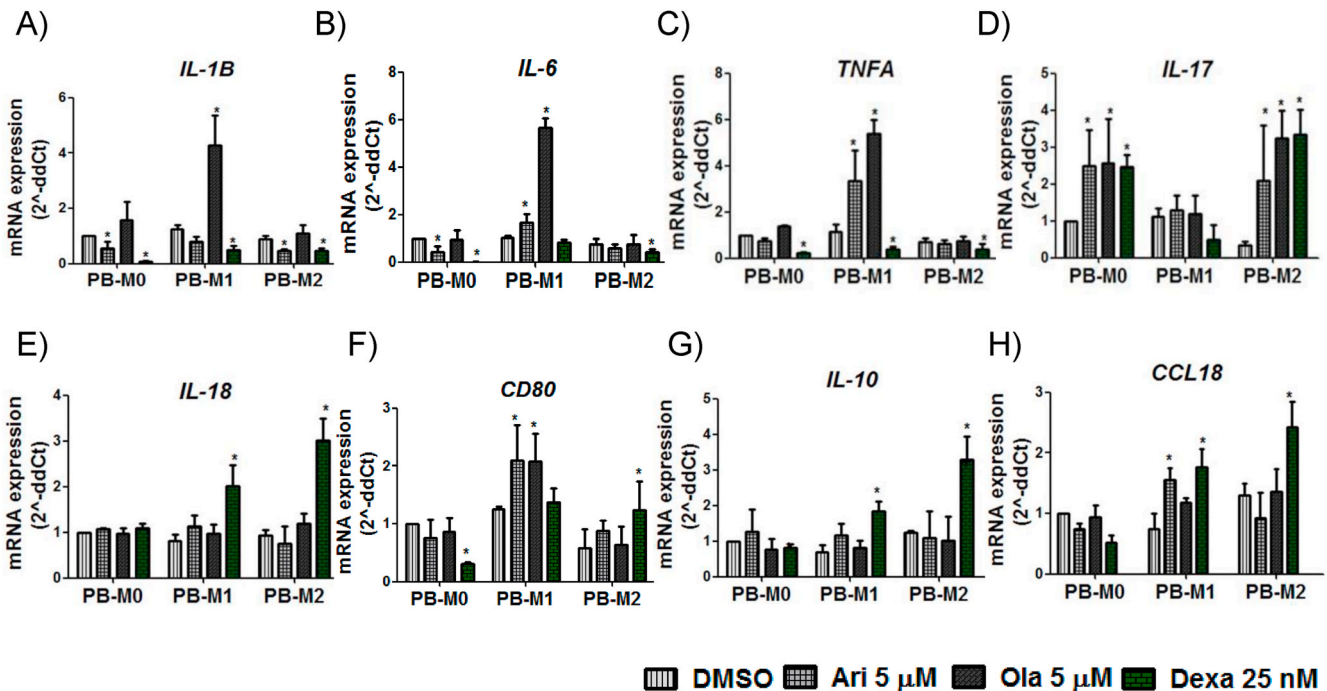 A)
IL-1B
mRNA expression
(2^-ddCt)
6
4
2
0
* * * * *
PB-M0 PB-M1 PB-M2
B)
IL-6
mRNA expression
(2^-ddCt)
8
6
4
2
0
* * * * *
PB-M0 PB-M1 PB-M2
C)
TNFA
mRNA expression
(2^-ddCt)
8
6
4
2
0
* * * * *
PB-M0 PB-M1 PB-M2
D)
IL-17
mRNA expression
(2^-ddCt)
5
4
3
2
1
0
* * * * * *
PB-M0 PB-M1 PB-M2
E)
IL-18
mRNA expression
(2^-ddCt)
4
3
2
1
0
* *
PB-M0 PB-M1 PB-M2
F)
CD80
mRNA expression
(2^-ddCt)
3
2
1
0
* * * *
PB-M0 PB-M1 PB-M2
G)
IL-10
mRNA expression
(2^-ddCt)
5
4
3
2
1
0
* *
PB-M0 PB-M1 PB-M2
H)
CCL18
mRNA expression
(2^-ddCt)
3
2
1
0
* * *
PB-M0 PB-M1 PB-M2
DMSO Ari 5 μM Ola 5 μM Dexa 25 nM